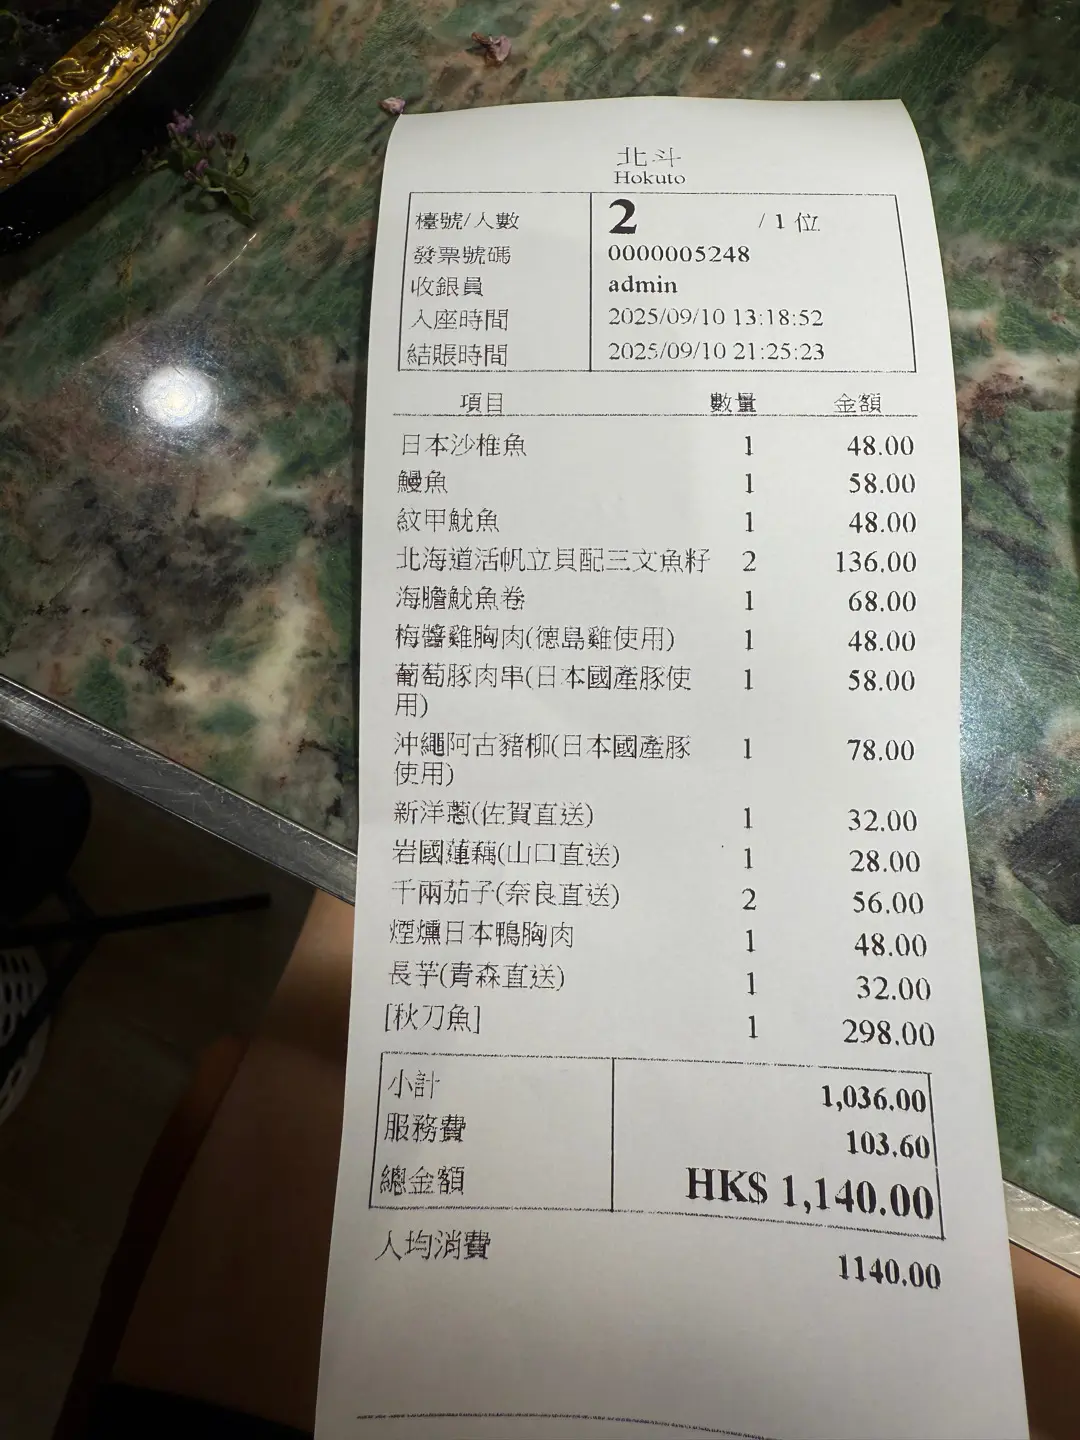 北斗
Hokuto
檯號/人數 2 / 1 位
發票號碼 0000005248
收銀員 admin
入座時間 2025/09/10 13:18:52
結賬時間 2025/09/10 21:25:23
項目 數量 金額
日本沙椎魚 1 48.00
鰻魚 1 58.00
紋甲魷魚 1 48.00
北海道活帆立貝配三文魚籽 2 136.00
海膽魷魚卷 1 68.00
梅醬雞胸肉(德島雞使用) 1 48.00
葡萄豚肉串(日本國產豚使 1 58.00
用)
沖繩阿古豬柳(日本國產豚 1 78.00
使用)
新洋蔥(佐賀直送) 1 32.00
岩國蓮藕(山口直送) 1 28.00
千兩茄子(奈良直送) 2 56.00
煙燻日本鴨胸肉 1 48.00
長芋(青森直送) 1 32.00
[秋刀魚] 1 298.00
小計 1,036.00
服務費 103.60
總金額 HK$ 1,140.00
人均消費 1140.00